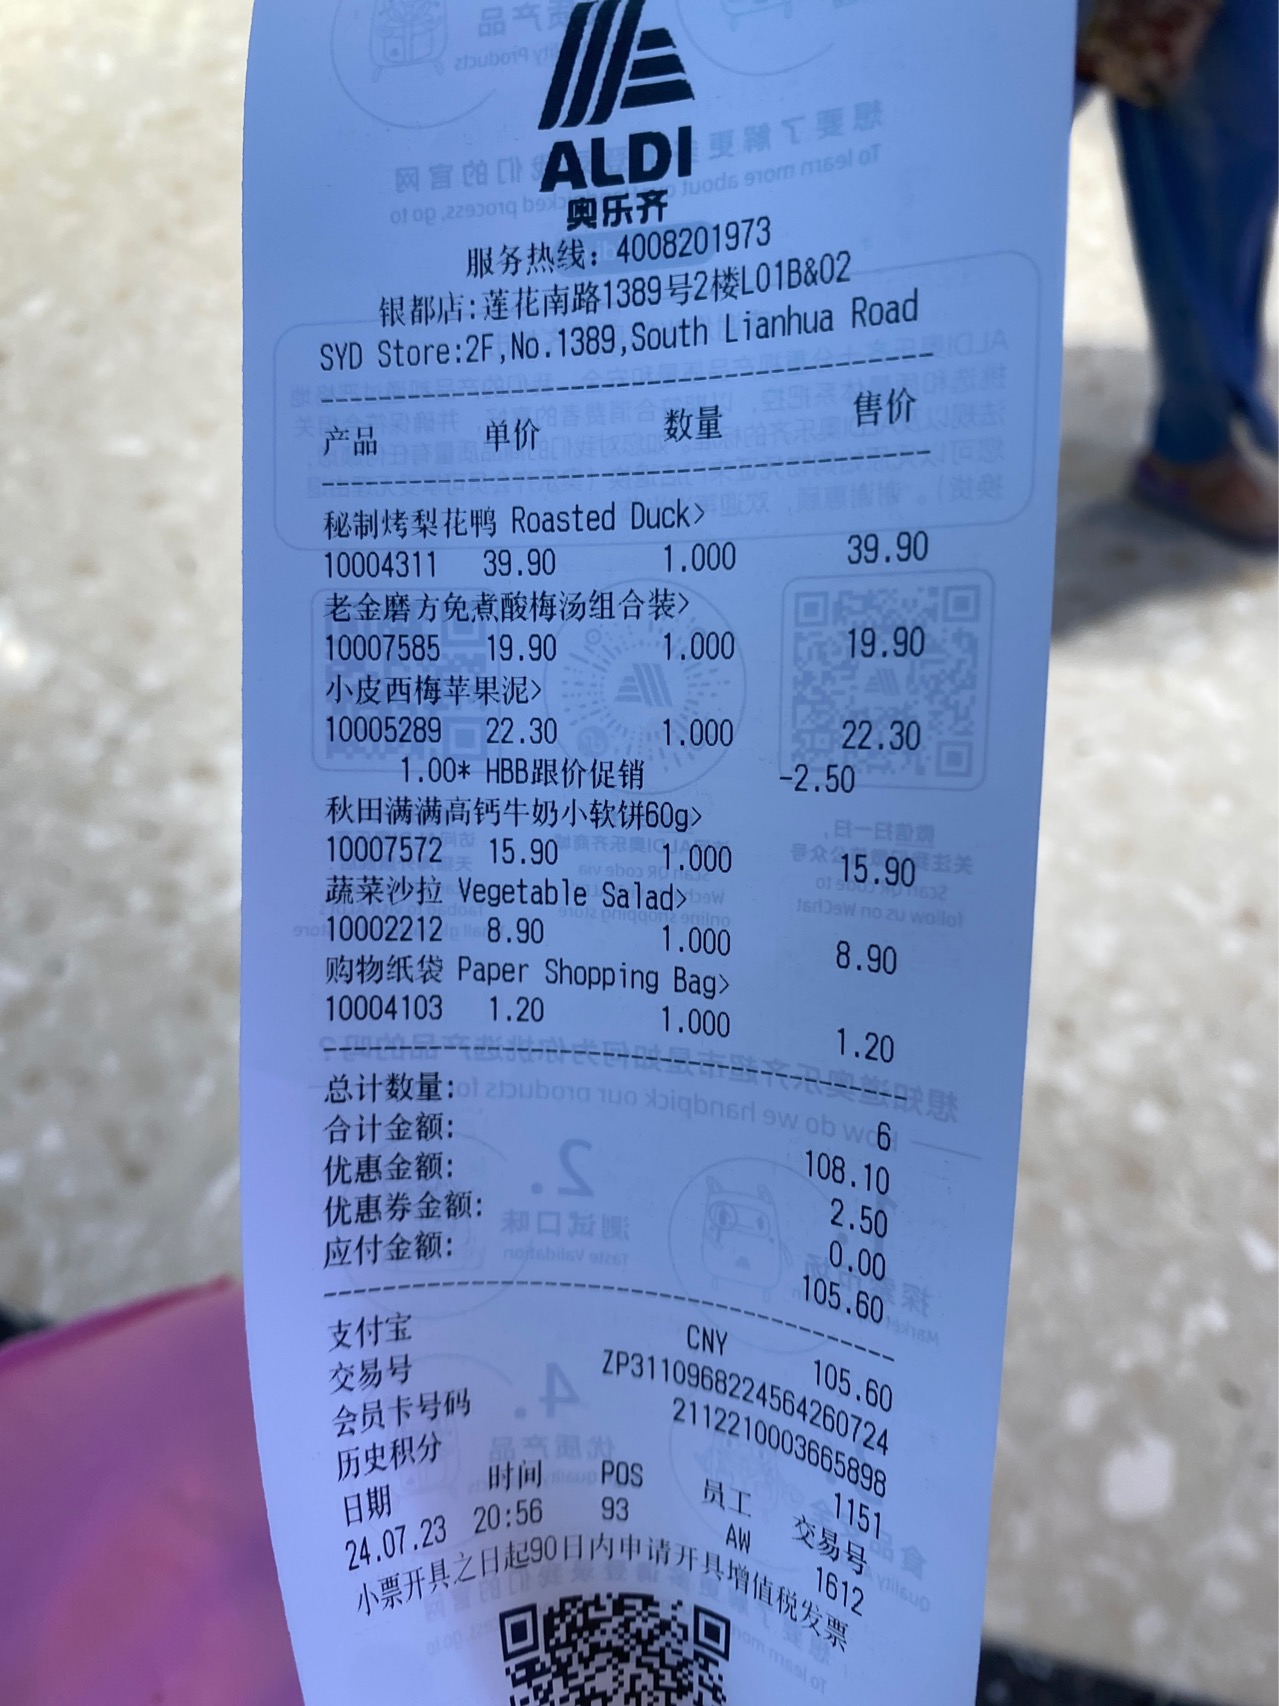 ALDI
奥乐齐
服务热线：4008201973
银都店:莲花南路1389号2楼L01B&02
SYD Store:2F,No.1389,South Lianhua Road
产品 单价 数量 售价
秘制烤梨花鸭 Roasted Duck>
10004311 39.90 1.000 39.90
老金磨方免煮酸梅汤组合装>
10007585 19.90 1.000 19.90
小皮西梅苹果泥>
10005289 22.30 1.000 22.30
1.00* HBB跟价促销 -2.50
秋田满满高钙牛奶小软饼60g>
10007572 15.90 1.000 15.90
蔬菜沙拉 Vegetable Salad>
10002212 8.90 1.000 8.90
购物纸袋 Paper Shopping Bag>
10004103 1.20 1.000 1.20
总计数量: 6
合计金额: 108.10
优惠金额: 2.50
优惠券金额: 0.00
应付金额: 105.60
支付宝 CNY 105.60
交易号 ZP3110968224564260724
会员卡号码 2112210003665898
历史积分 1151
日期 时间 POS 员工 交易号
24.07.23 20:56 93 AW 1612
小票开具之日起90日内申请开具增值税发票